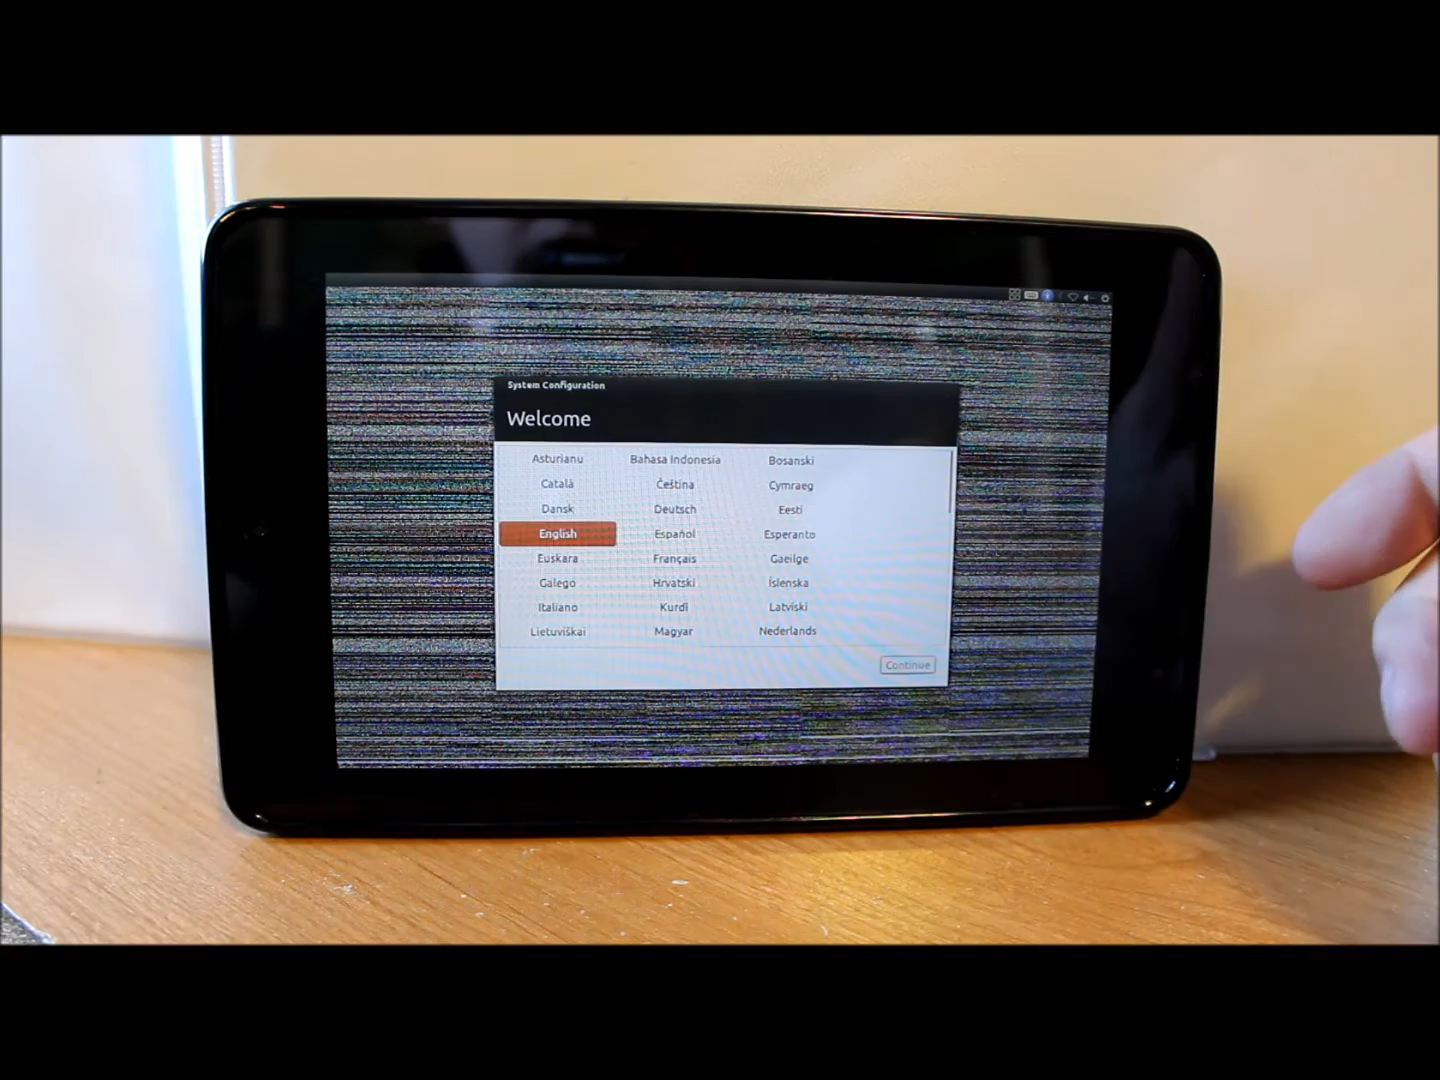 System Configuration
Welcome
Asturianu Bahasa Indonesia Bosanski
Català Čeština Cymraeg
Dansk Deutsch Eesti
English Español Esperanto
Euskara Français Gaeilge
Galego Hrvatski Íslenska
Italiano Kurdî Latviski
Lietuviškai Magyar Nederlands
Continue